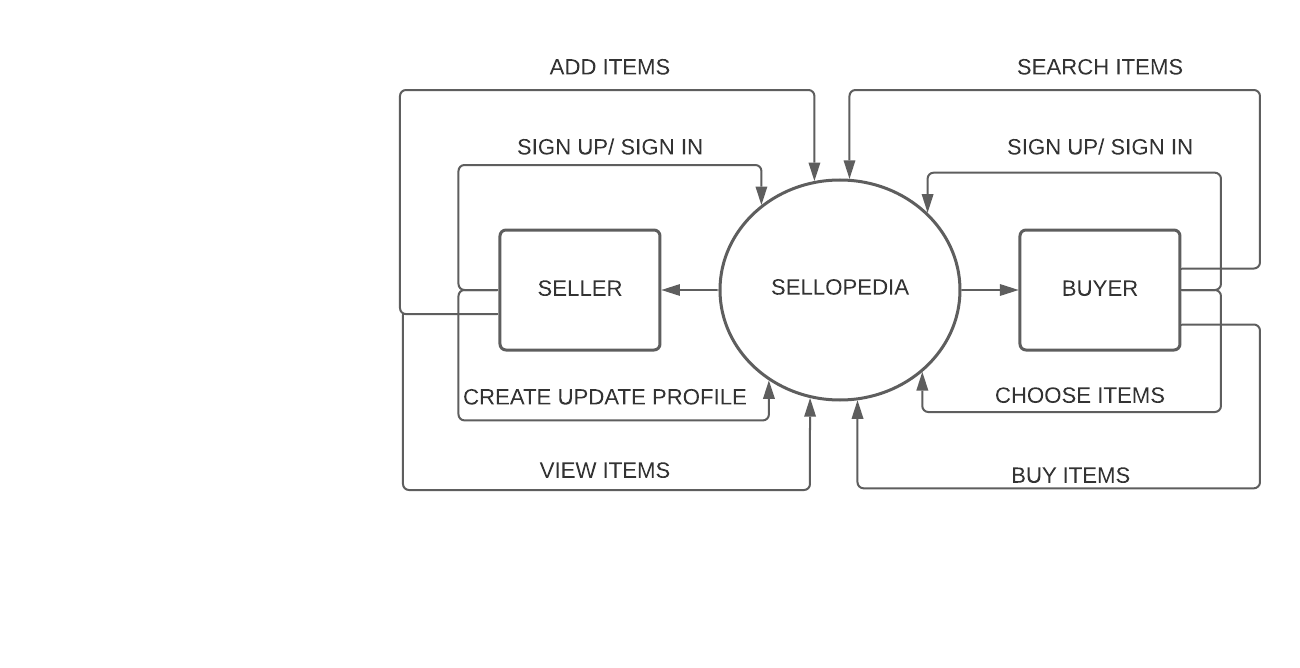 ADD ITEMS
SEARCH ITEMS
SIGN UP/ SIGN IN
SIGN UP/ SIGN IN
SELLER
SELLOPEDIA
BUYER
CREATE UPDATE PROFILE
CHOOSE ITEMS
VIEW ITEMS
BUY ITEMS